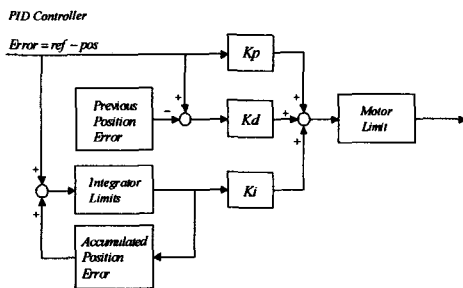 PID Controller
Error = ref - pos
Kp
+
+
Previous
Position
Error
-
Kd
+
Motor
Limit
+
+
Integrator
Limits
Ki
+
Accumulated
Position
Error